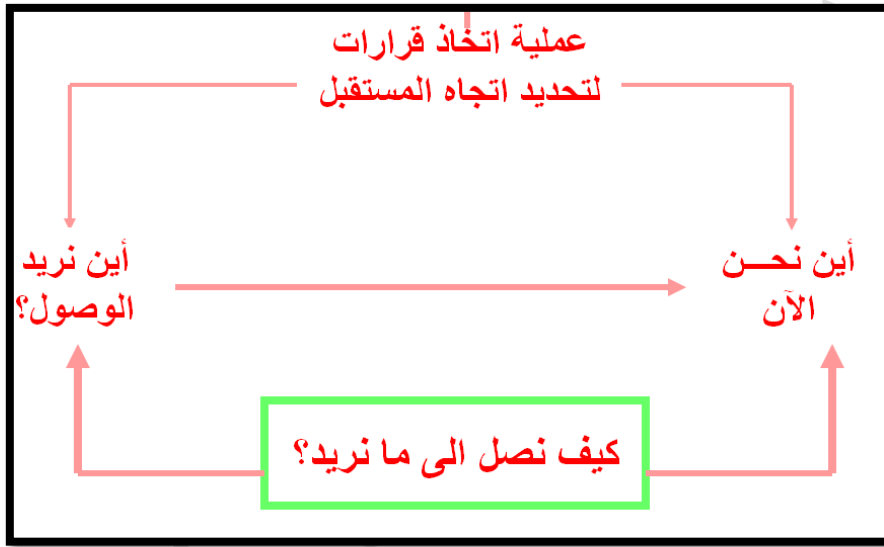 عملية اتخاذ قرارات
لتحديد اتجاه المستقبل
أين نحـــن
الآن
أين نريد
الوصول؟
كيف نصل الى ما نريد؟